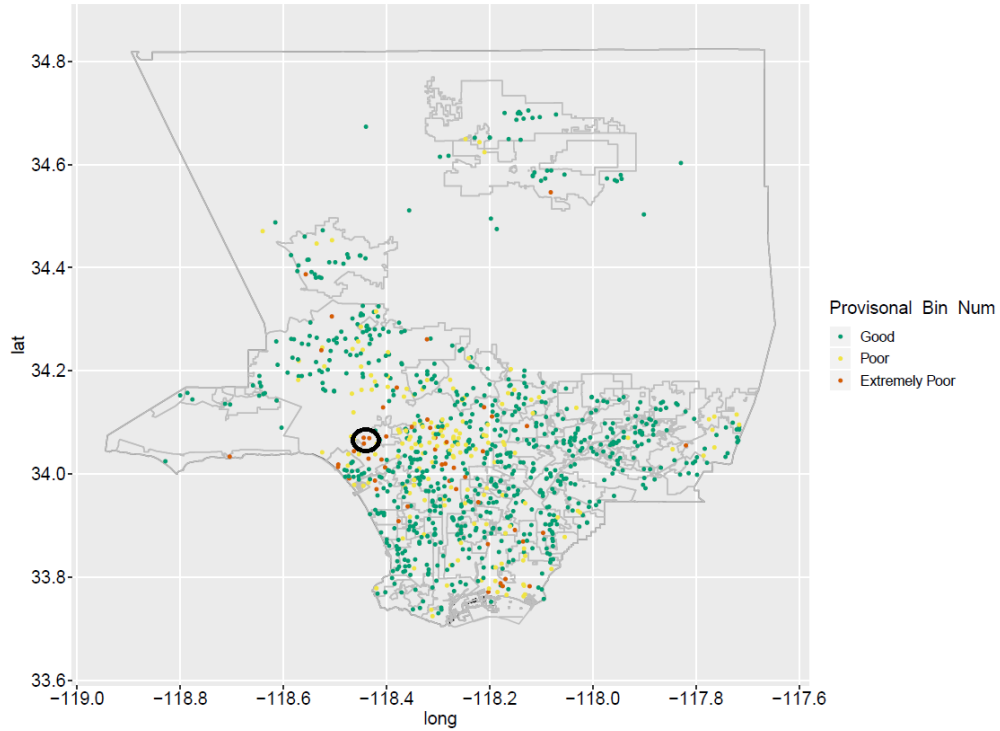 34.8
34.6
34.4
34.2
34.0
33.8
33.6
lat
−119.0 −118.8 −118.6 −118.4 −118.2 −118.0 −117.8 −117.6
long
Provisonal Bin Num
Good
Poor
Extremely Poor